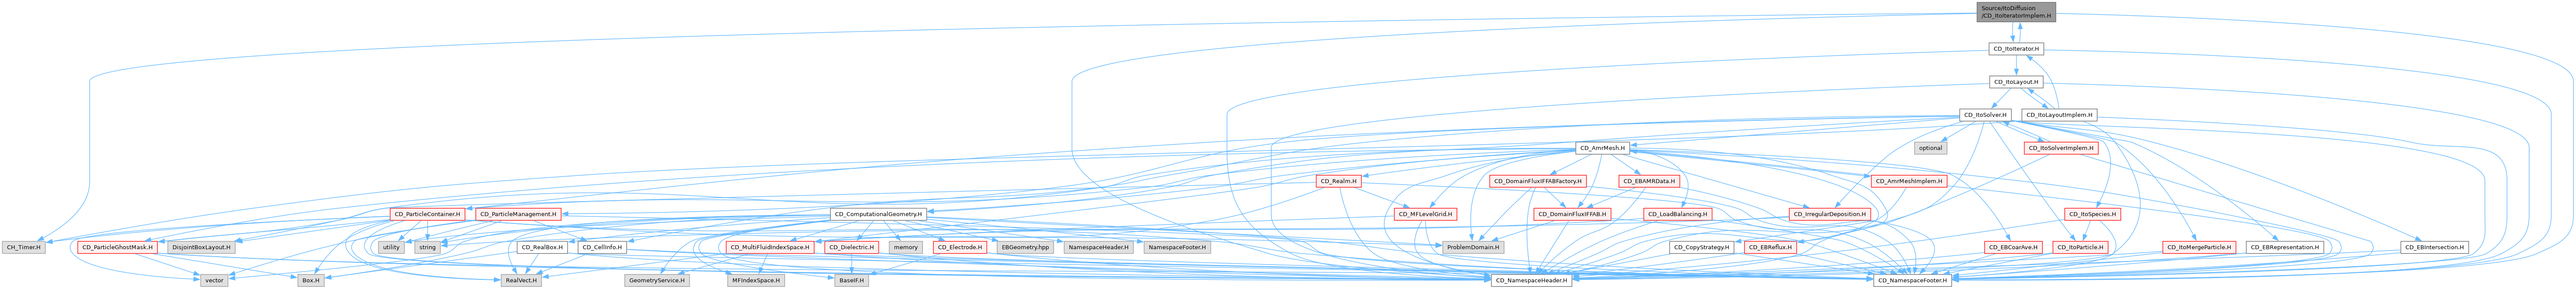 Source/ItoDiffusion
/CD_ItoIteratorImplem.H
CD_ItoIterator.H
CD_ItoLayout.H
CD_ItoSolver.H
CD_ItoLayoutImplem.H
CD_AmrMesh.H
optional
CD_ItoSolverImplem.H
CD_Realm.H
CD_DomainFluxIFFABFactory.H
CD_EBAMRData.H
CD_AmrMeshImplem.H
CD_ParticleContainer.H
CD_ParticleManagement.H
CD_ComputationalGeometry.H
CD_MFLevelGrid.H
CD_DomainFluxIFFAB.H
CD_LoadBalancing.H
CD_IrregularDeposition.H
CD_ItoSpecies.H
CH_Timer.H
CD_ParticleGhostMask.H
DisjointBoxLayout.H
utility
string
CD_RealBox.H
CD_CellInfo.H
CD_MultiFluidIndexSpace.H
CD_Dielectric.H
memory
CD_Electrode.H
EBGeometry.hpp
NamespaceHeader.H
NamespaceFooter.H
ProblemDomain.H
CD_CopyStrategy.H
CD_EBReflux.H
CD_EBCoarAve.H
CD_ItoParticle.H
CD_ItoMergeParticle.H
CD_EBRepresentation.H
CD_EBIntersection.H
vector
Box.H
RealVect.H
GeometryService.H
MFIndexSpace.H
BaseIF.H
CD_NamespaceHeader.H
CD_NamespaceFooter.H